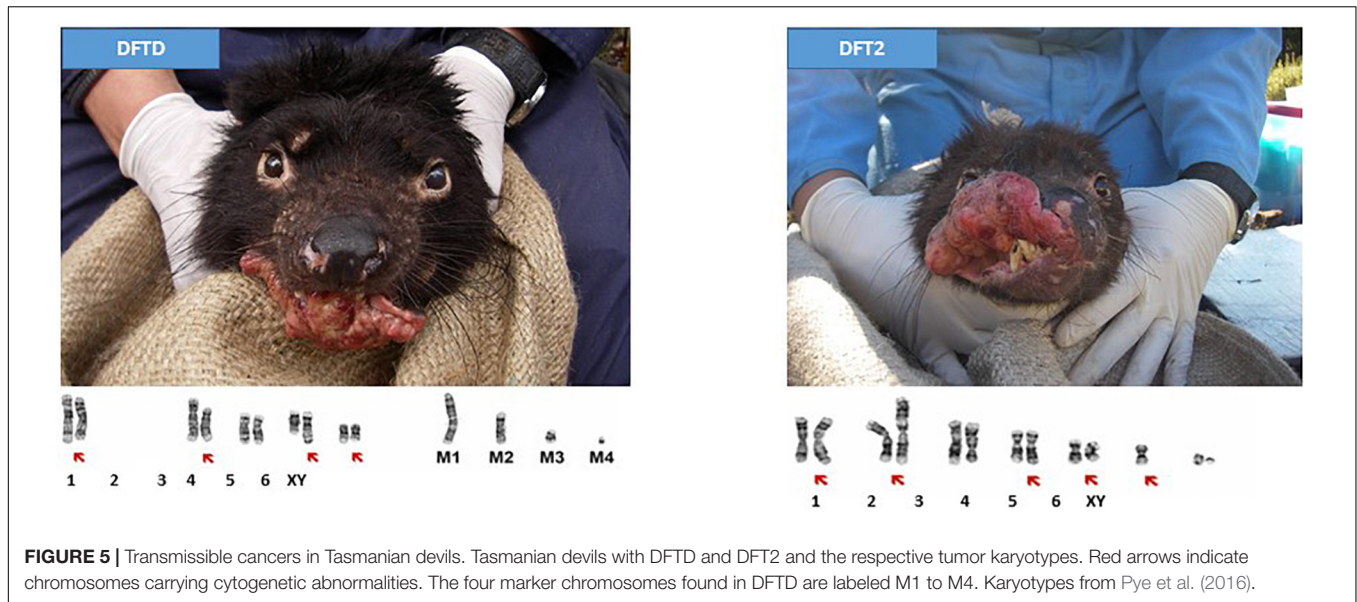 DFTD
DFT2
M1 M2 M3 M4
1 2 3 4 5 6 XY
1 2 3 4 5 6 XY
FIGURE 5 | Transmissible cancers in Tasmanian devils. Tasmanian devils with DFTD and DFT2 and the respective tumor karyotypes. Red arrows indicate
chromosomes carrying cytogenetic abnormalities. The four marker chromosomes found in DFTD are labeled M1 to M4. Karyotypes from Pye et al. (2016).